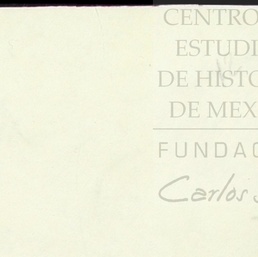 CENTRO
ESTUDI
DE HISTO
DE MEX
FUNDAC
Carlos